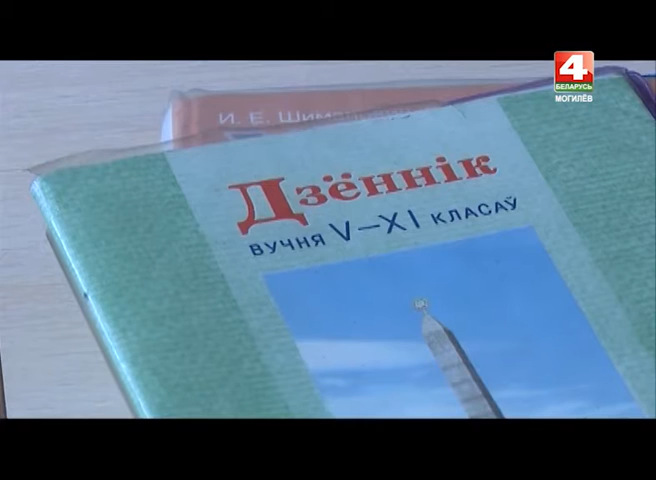 4
БЕЛАРУСЬ
МОГИЛЁВ
И. Е.
Дзённік
вучня V–XI класаў